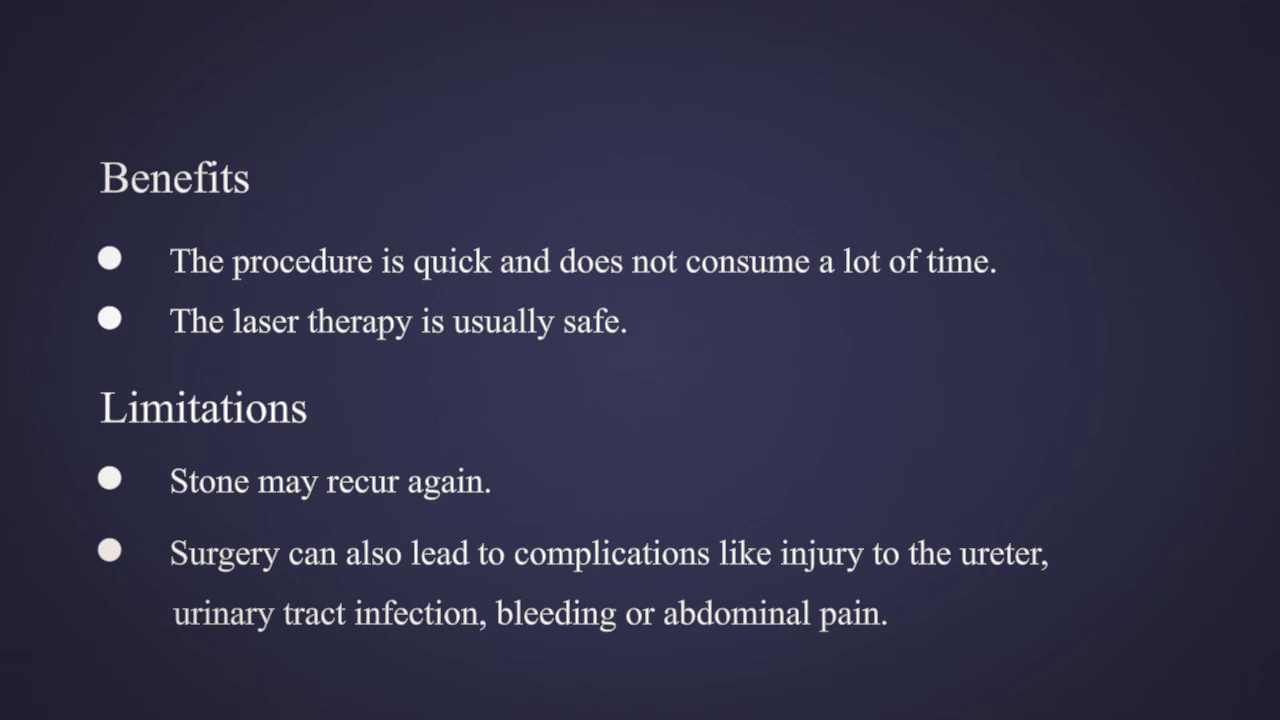 Benefits
● The procedure is quick and does not consume a lot of time.
● The laser therapy is usually safe.
Limitations
● Stone may recur again.
● Surgery can also lead to complications like injury to the ureter,
urinary tract infection, bleeding or abdominal pain.